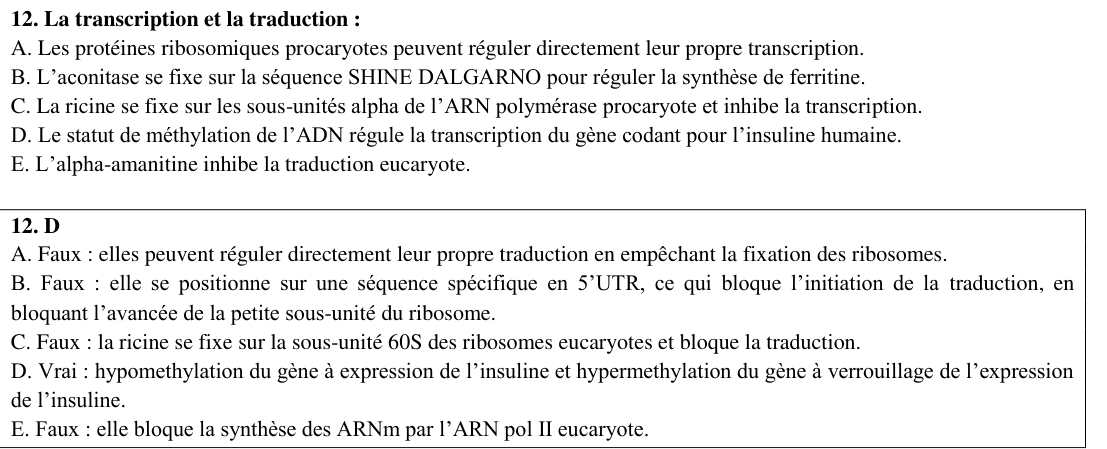 12. La transcription et la traduction :
A. Les protéines ribosomiques procaryotes peuvent réguler directement leur propre transcription.
B. L'aconitase se fixe sur la séquence SHINE DALGARNO pour réguler la synthèse de ferritine.
C. La ricine se fixe sur les sous-unités alpha de l'ARN polymérase procaryote et inhibe la transcription.
D. Le statut de méthylation de l'ADN régule la transcription du gène codant pour l'insuline humaine.
E. L'alpha-amanitine inhibe la traduction eucaryote.
12. D
A. Faux : elles peuvent réguler directement leur propre traduction en empêchant la fixation des ribosomes.
B. Faux : elle se positionne sur une séquence spécifique en 5'UTR, ce qui bloque l'initiation de la traduction, en
bloquant l'avancée de la petite sous-unité du ribosome.
C. Faux : la ricine se fixe sur la sous-unité 60S des ribosomes eucaryotes et bloque la traduction.
D. Vrai : hypomethylation du gène à expression de l'insuline et hypermethylation du gène à verrouillage de l'expression
de l'insuline.
E. Faux : elle bloque la synthèse des ARNm par l'ARN pol II eucaryote.